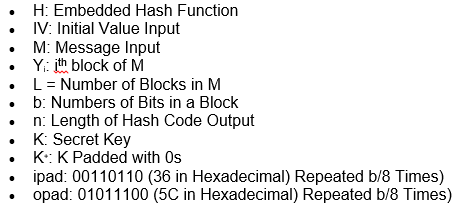 • H: Embedded Hash Function
• IV: Initial Value Input
• M: Message Input
• Yᵢ: jth block of M
• L = Number of Blocks in M
• b: Numbers of Bits in a Block
• n: Length of Hash Code Output
• K: Secret Key
• K⁺: K Padded with 0s
• ipad: 00110110 (36 in Hexadecimal) Repeated b/8 Times)
• opad: 01011100 (5C in Hexadecimal) Repeated b/8 Times)